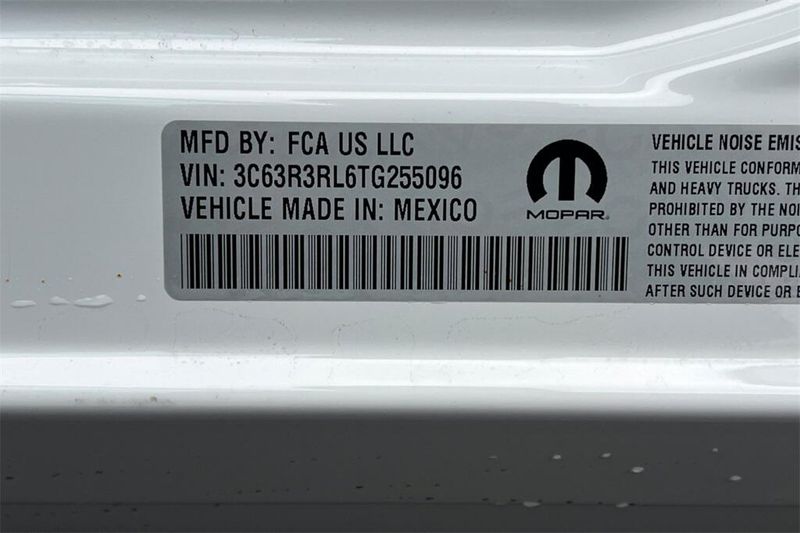 MFD BY: FCA US LLC
VIN: 3C63R3RL6TG255096
VEHICLE MADE IN: MEXICO
MOPAR
VEHICLE NOISE EMIS
THIS VEHICLE CONFORM
AND HEAVY TRUCKS. TH
PROHIBITED BY THE NOI
OTHER THAN FOR PURPO
CONTROL DEVICE OR ELE
THIS VEHICLE IN COMPLI
AFTER SUCH DEVICE OR E